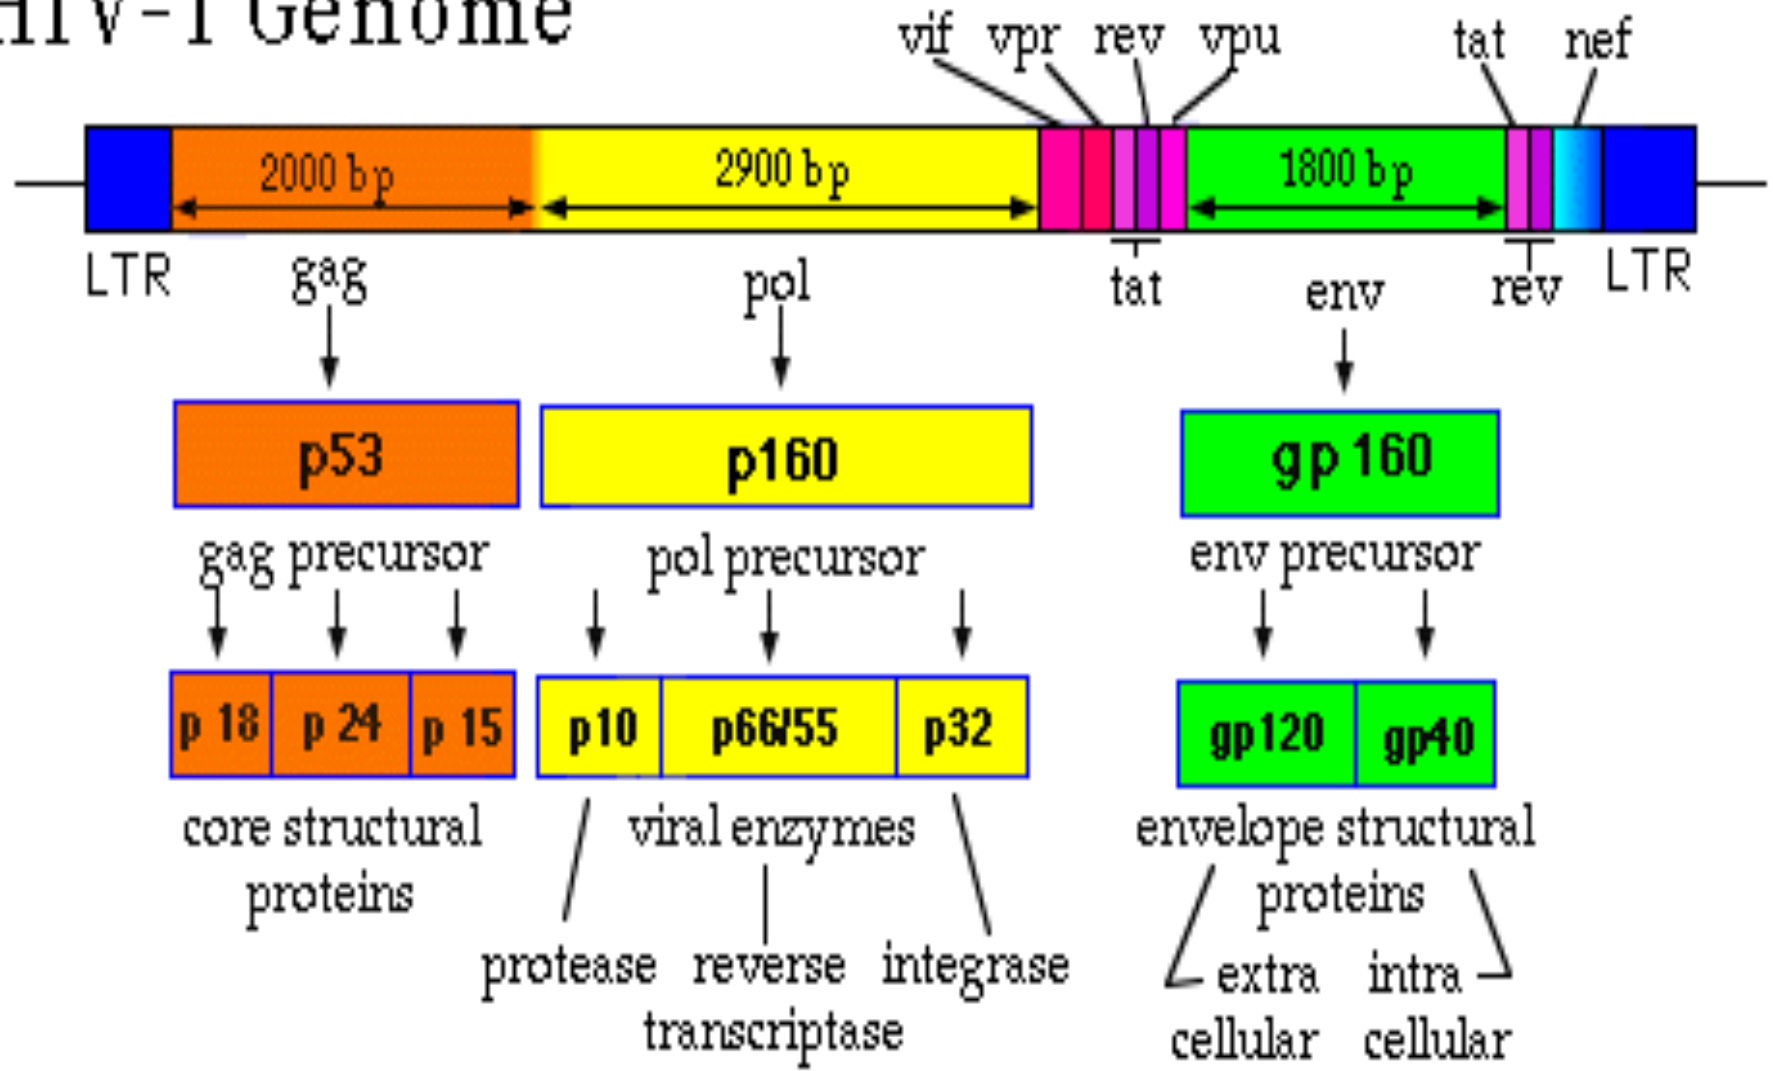 HIV-1 Genome
vif vpr rev vpu tat nef
2000 bp 2900 bp 1800 bp
LTR gag pol tat env rev LTR
p53 p160 gp 160
gag precursor pol precursor env precursor
p 18 p 24 p 15 p10 p66/55 p32 gp120 gp40
core structural viral enzymes envelope structural
proteins proteins
protease reverse integrase extra intra
transcriptase cellular cellular